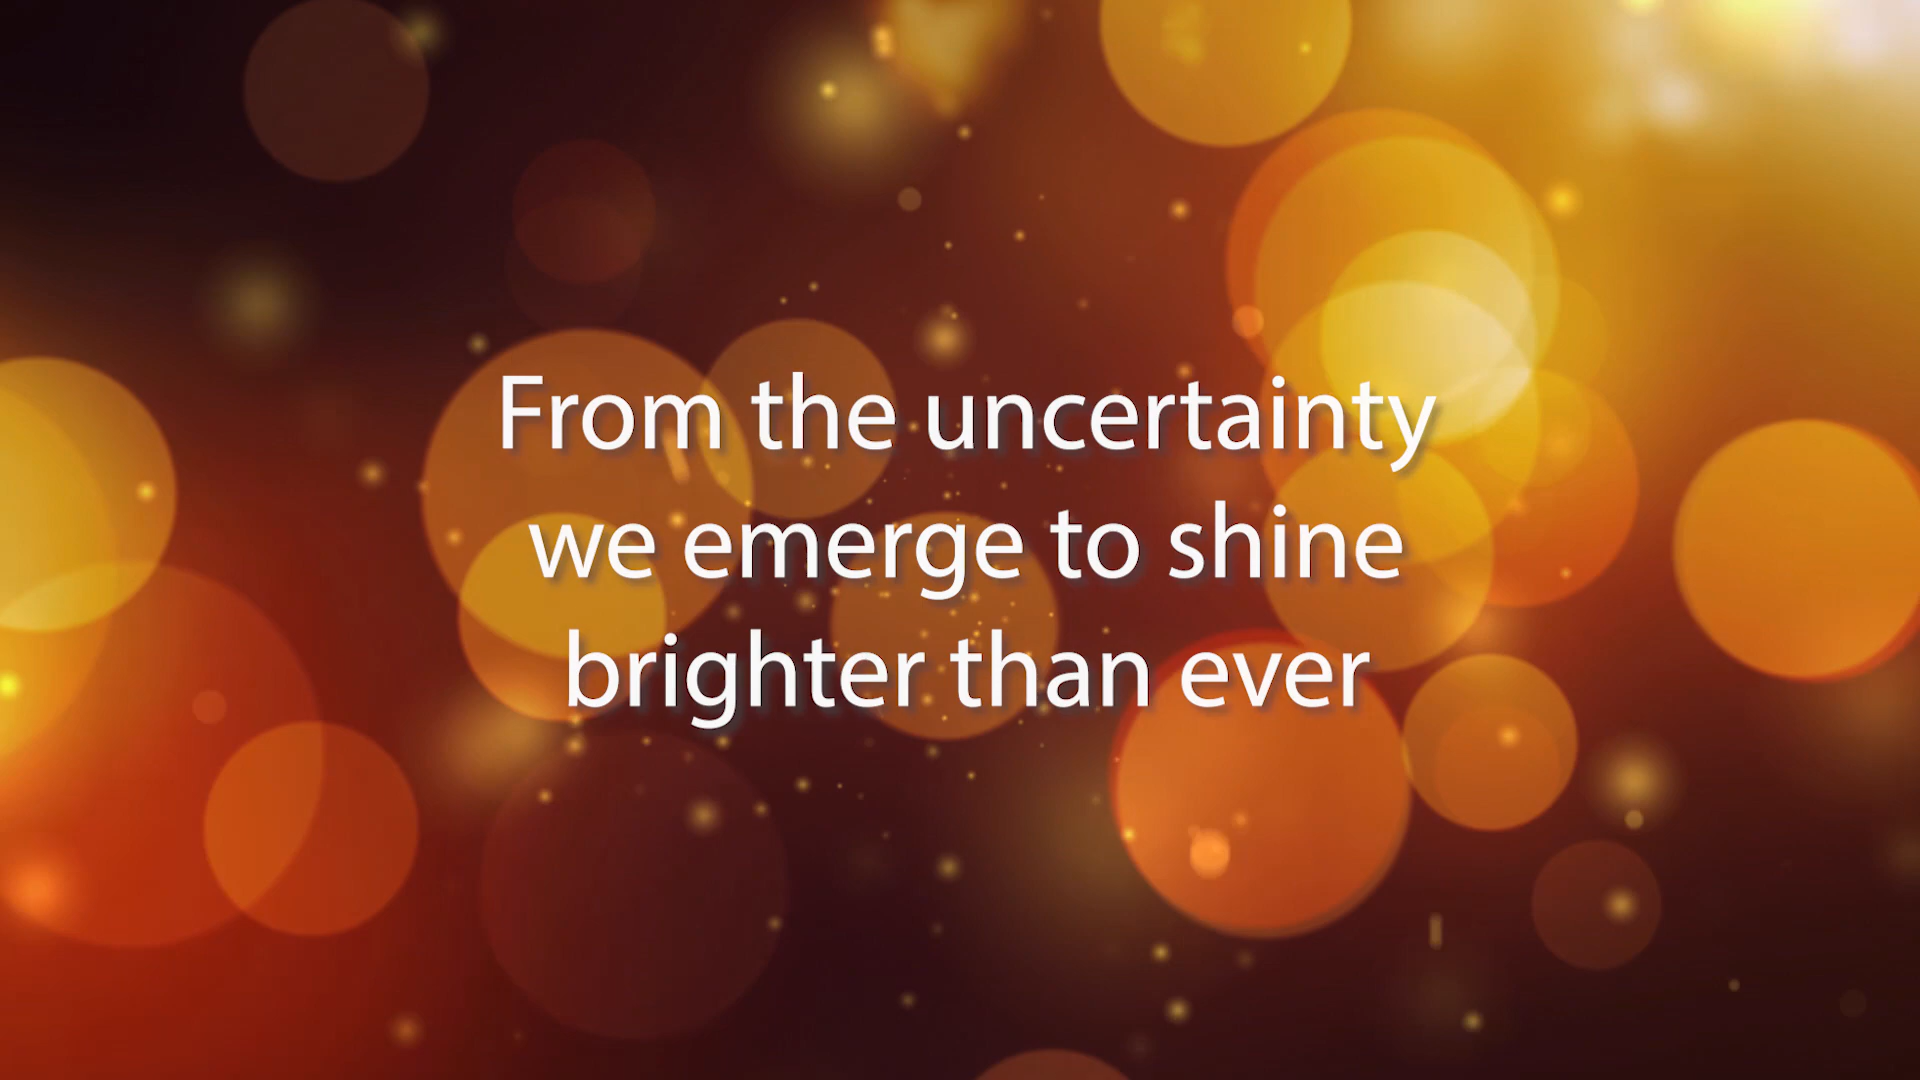 From the uncertainty
we emerge to shine
brighter than ever